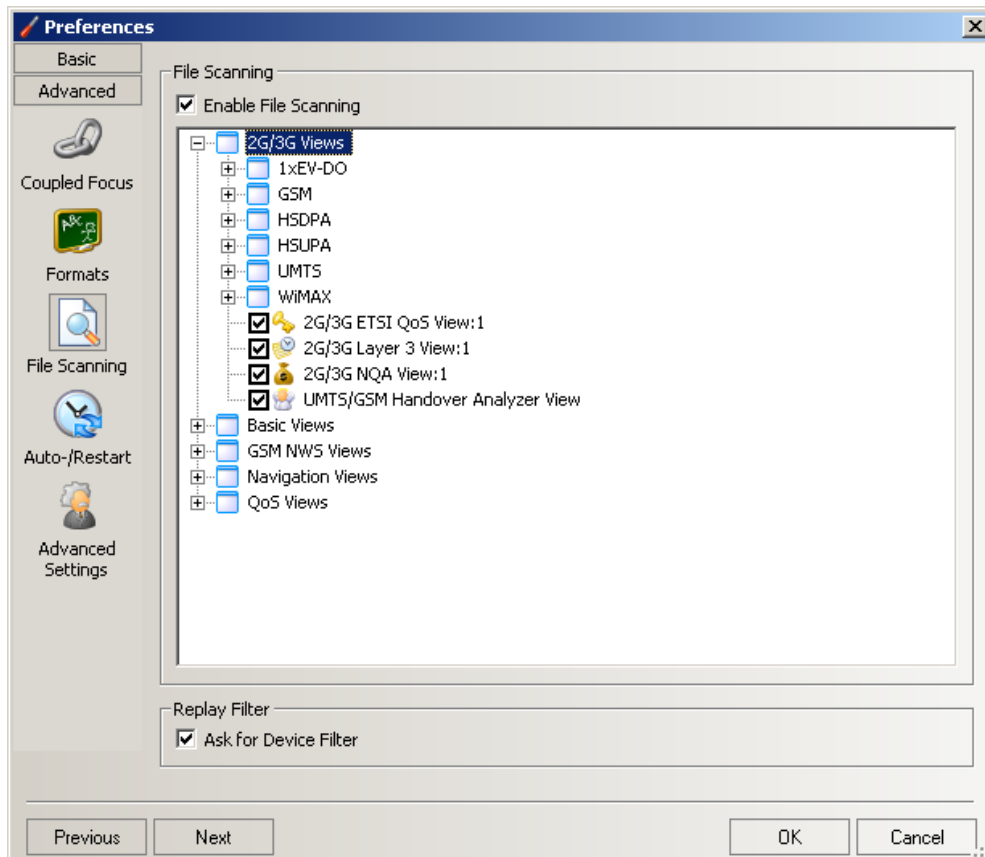 Preferences
Basic
Advanced
Coupled Focus
Formats
File Scanning
Auto-/Restart
Advanced
Settings
File Scanning
Enable File Scanning
2G/3G Views
1xEV-DO
GSM
HSDPA
HSUPA
UMTS
WiMAX
2G/3G ETSI QoS View:1
2G/3G Layer 3 View:1
2G/3G NQA View:1
UMTS/GSM Handover Analyzer View
Basic Views
GSM NWS Views
Navigation Views
QoS Views
Replay Filter
Ask for Device Filter
Previous
Next
OK
Cancel